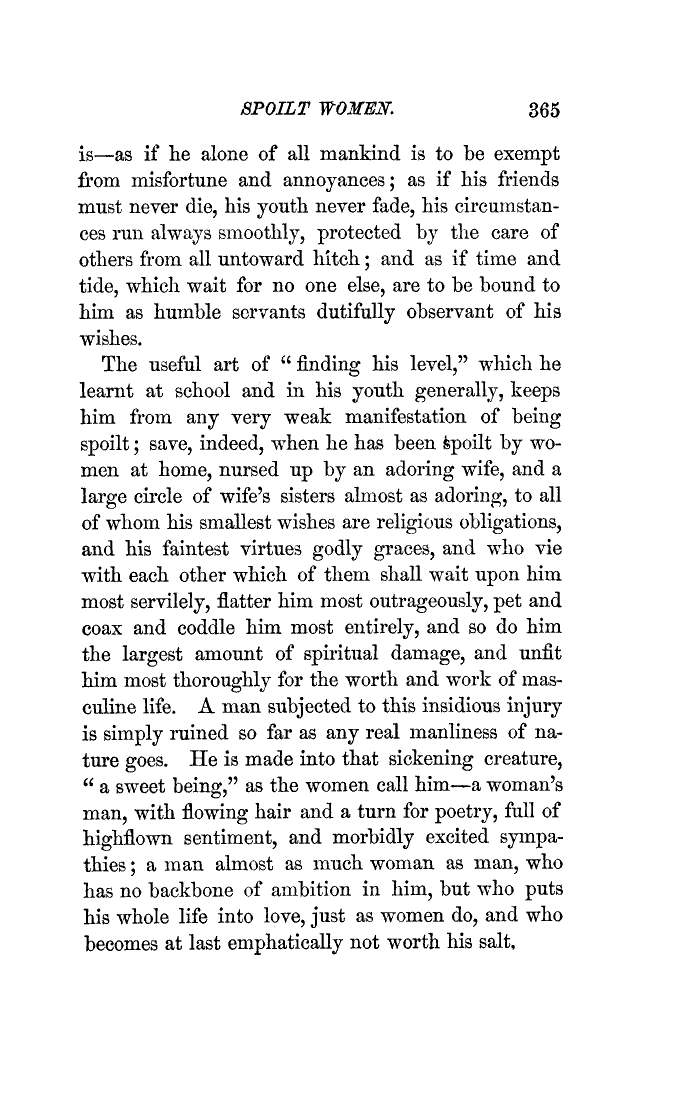 SPOILT WOMEN. 365
is—as if he alone of all mankind is to be exempt
from misfortune and annoyances; as if his friends
must never die, his youth never fade, his circumstan-
ces run always smoothly, protected by the care of
others from all untoward hitch; and as if time and
tide, which wait for no one else, are to be bound to
him as humble servants dutifully observant of his
wishes.
The useful art of “finding his level,” which he
learnt at school and in his youth generally, keeps
him from any very weak manifestation of being
spoilt; save, indeed, when he has been spoilt by wo-
men at home, nursed up by an adoring wife, and a
large circle of wife’s sisters almost as adoring, to all
of whom his smallest wishes are religious obligations,
and his faintest virtues godly graces, and who vie
with each other which of them shall wait upon him
most servilely, flatter him most outrageously, pet and
coax and coddle him most entirely, and so do him
the largest amount of spiritual damage, and unfit
him most thoroughly for the worth and work of mas-
culine life. A man subjected to this insidious injury
is simply ruined so far as any real manliness of na-
ture goes. He is made into that sickening creature,
“a sweet being,” as the women call him—a woman’s
man, with flowing hair and a turn for poetry, full of
highflown sentiment, and morbidly excited sympa-
thies; a man almost as much woman as man, who
has no backbone of ambition in him, but who puts
his whole life into love, just as women do, and who
becomes at last emphatically not worth his salt.